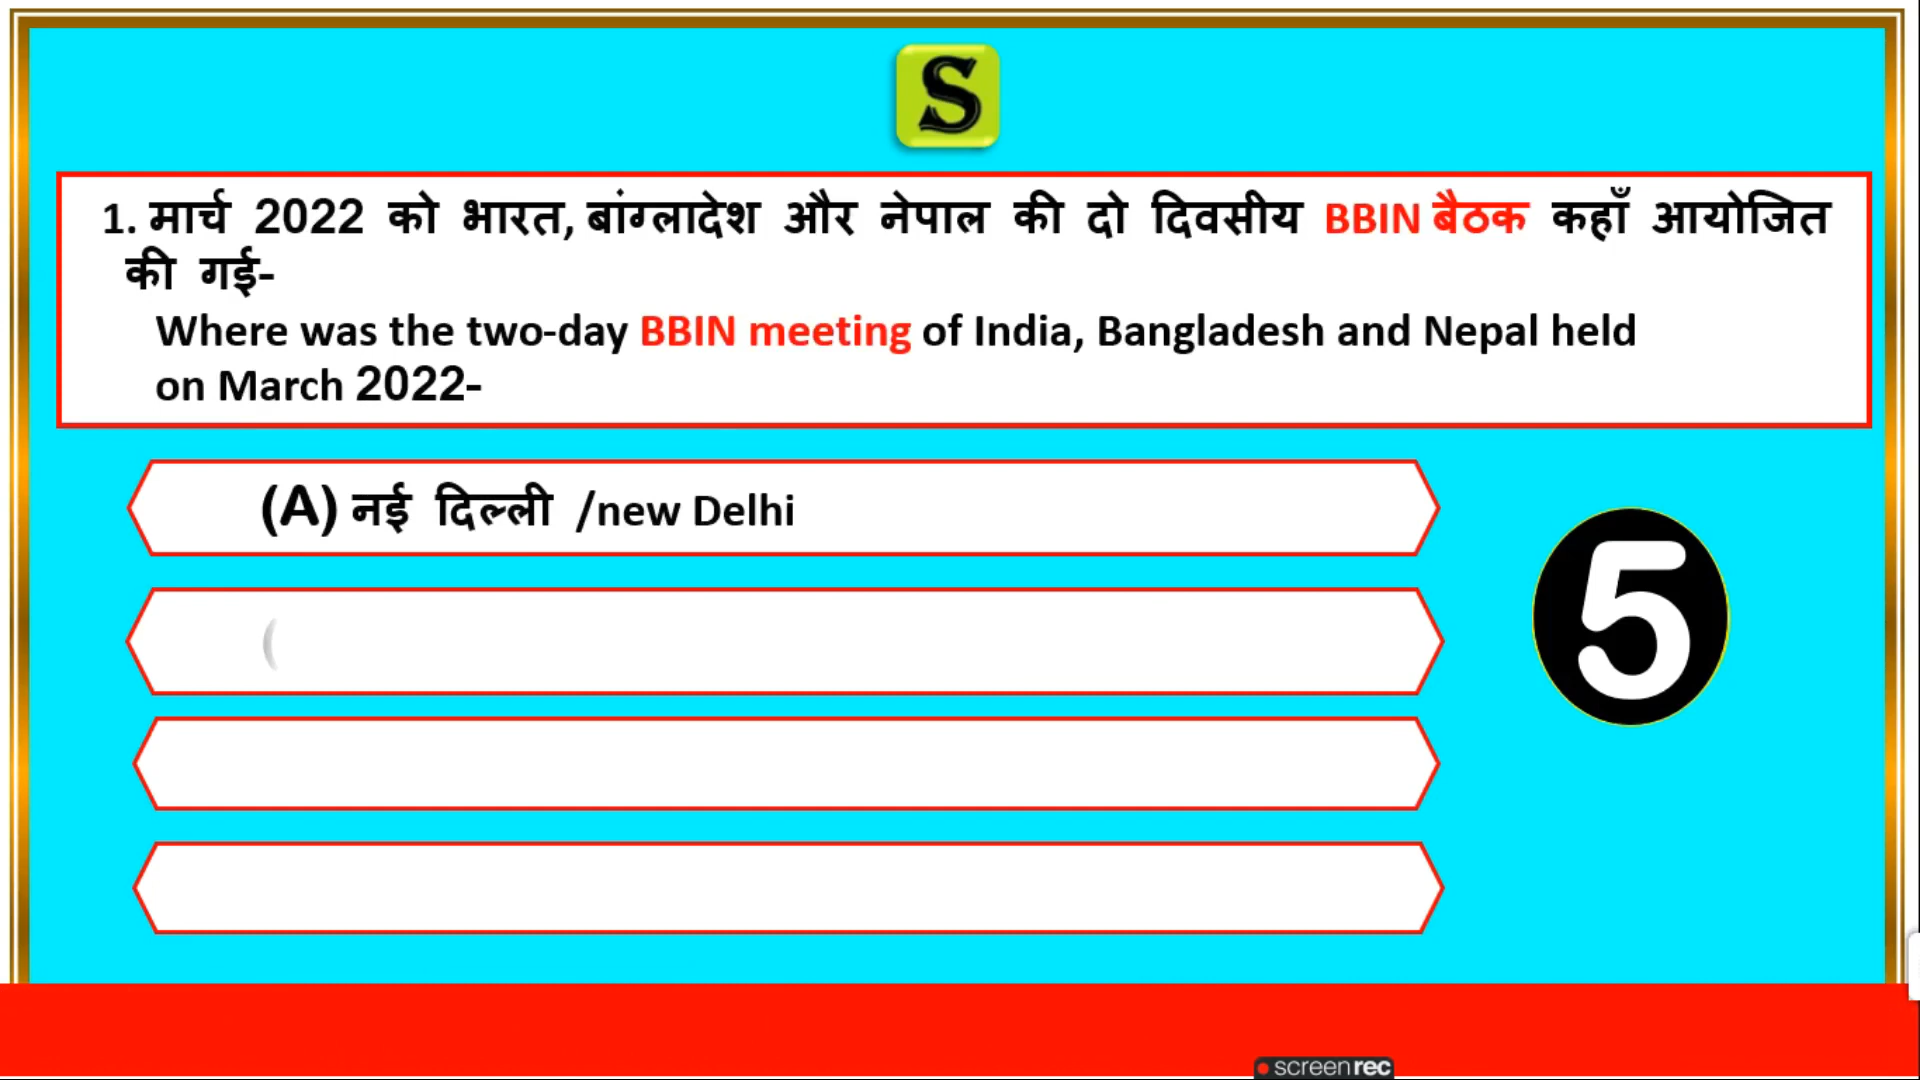 S
1. मार्च 2022 को भारत, बांग्लादेश और नेपाल की दो दिवसीय BBIN बैठक कहाँ आयोजित
की गई-
Where was the two-day BBIN meeting of India, Bangladesh and Nepal held
on March 2022-
(A) नई दिल्ली /new Delhi
(
5
screenrec